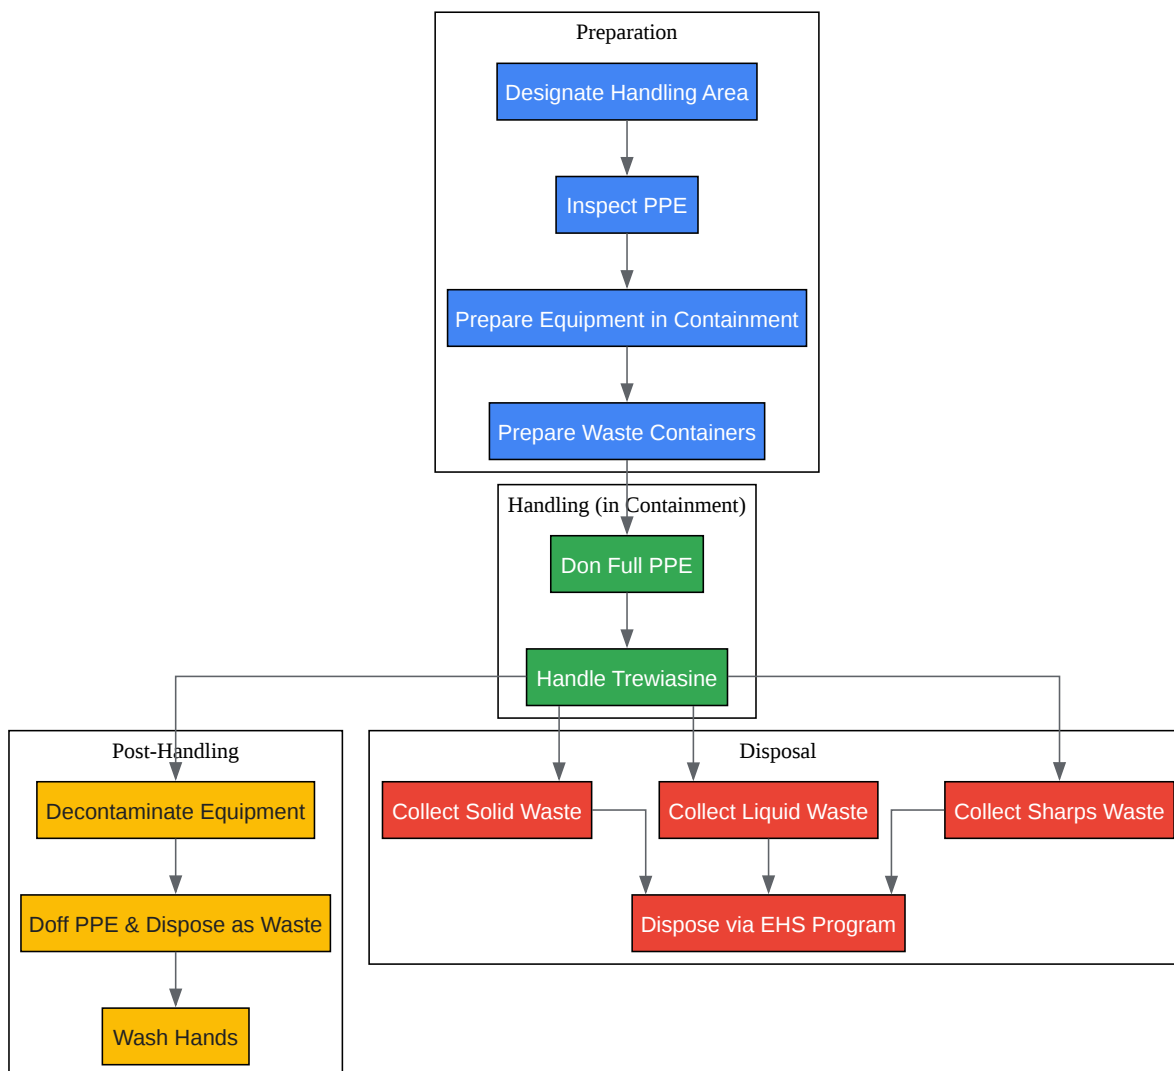 Preparation
Designate Handling Area
Inspect PPE
Prepare Equipment in Containment
Prepare Waste Containers
Handling (in Containment)
Don Full PPE
Handle Trewiasine
Post-Handling
Decontaminate Equipment
Doff PPE & Dispose as Waste
Wash Hands
Disposal
Collect Solid Waste
Collect Liquid Waste
Collect Sharps Waste
Dispose via EHS Program